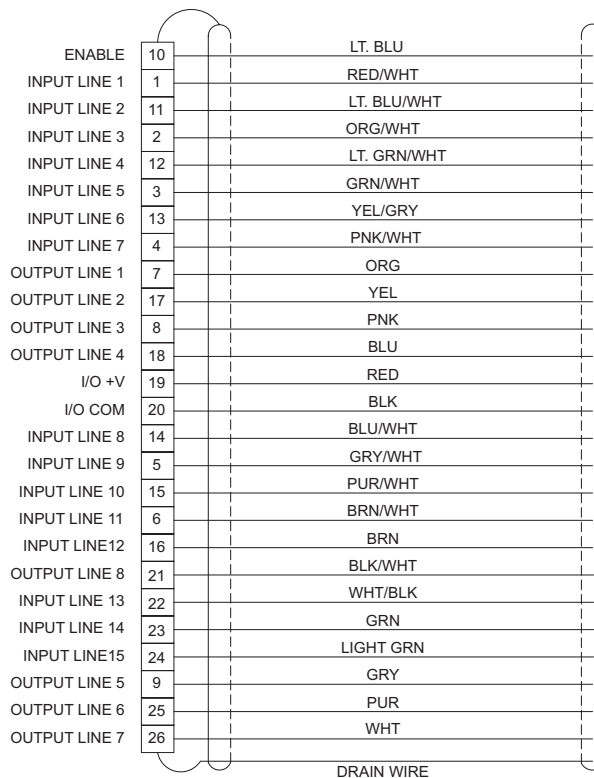 ENABLE 10 LT. BLU
INPUT LINE 1 1 RED/WHT
INPUT LINE 2 11 LT. BLU/WHT
INPUT LINE 3 2 ORG/WHT
INPUT LINE 4 12 LT. GRN/WHT
INPUT LINE 5 3 GRN/WHT
INPUT LINE 6 13 YEL/GRY
INPUT LINE 7 4 PNK/WHT
OUTPUT LINE 1 7 ORG
OUTPUT LINE 2 17 YEL
OUTPUT LINE 3 8 PNK
OUTPUT LINE 4 18 BLU
I/O +V 19 RED
I/O COM 20 BLK
INPUT LINE 8 14 BLU/WHT
INPUT LINE 9 5 GRY/WHT
INPUT LINE 10 15 PUR/WHT
INPUT LINE 11 6 BRN/WHT
INPUT LINE12 16 BRN
OUTPUT LINE 8 21 BLK/WHT
INPUT LINE 13 22 WHT/BLK
INPUT LINE 14 23 GRN
INPUT LINE15 24 LIGHT GRN
OUTPUT LINE 5 9 GRY
OUTPUT LINE 6 25 PUR
OUTPUT LINE 7 26 WHT
DRAIN WIRE